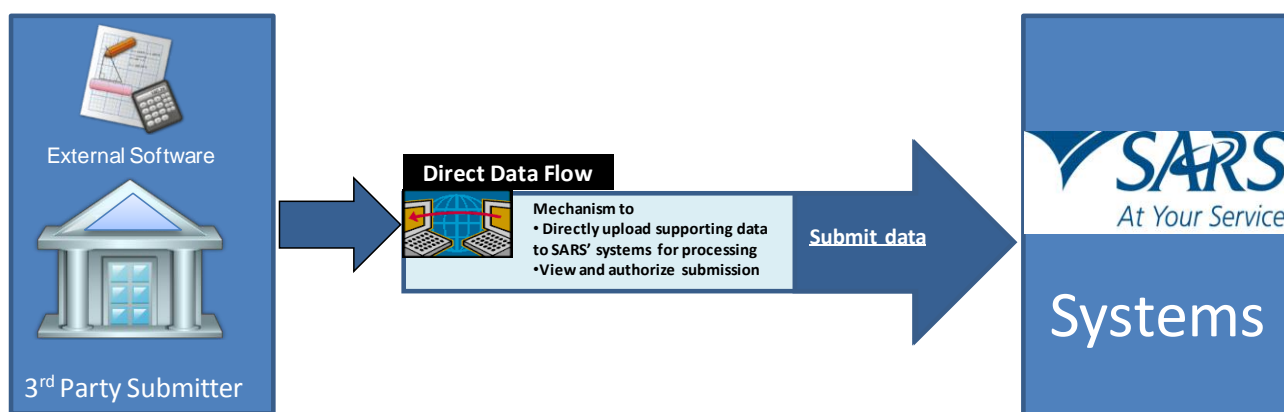 External Software
3rd Party Submitter
Direct Data Flow
Mechanism to
• Directly upload supporting data
to SARS’ systems for processing
•View and authorize submission
Submit data
SARS
At Your Service
Systems